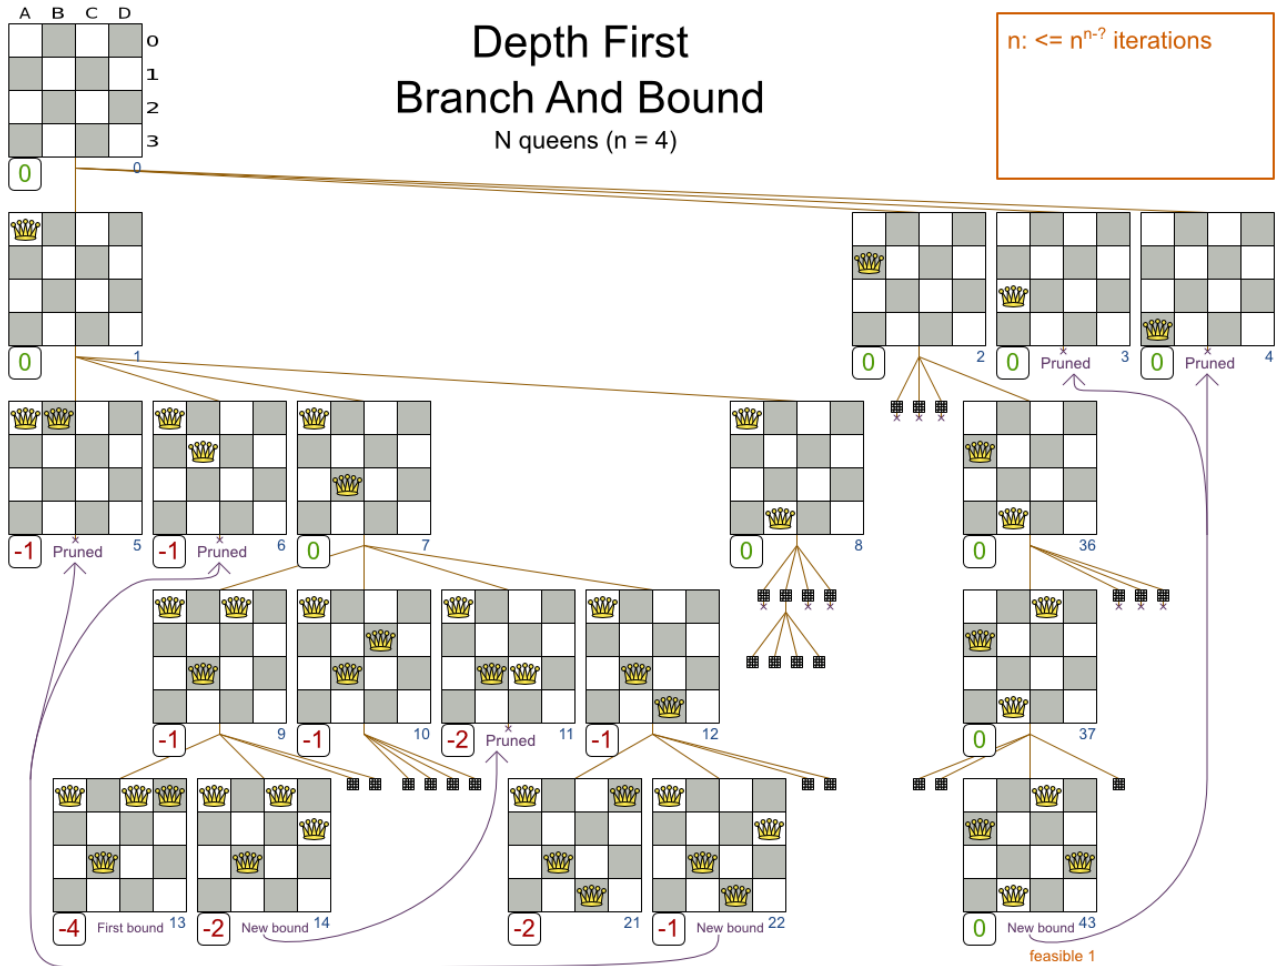 A B C D
Depth First
Branch And Bound
N queens (n = 4)
n: <= n^n-? iterations
0
1
2
3
0
0
0
1
0
2
0
Pruned
3
0
Pruned
4
-1
Pruned
5
-1
Pruned
6
0
7
0
8
0
36
-1
9
-1
10
-2
Pruned
11
-1
12
0
37
-4
First bound
13
-2
New bound
14
-2
21
-1
New bound
22
0
New bound
43
feasible 1